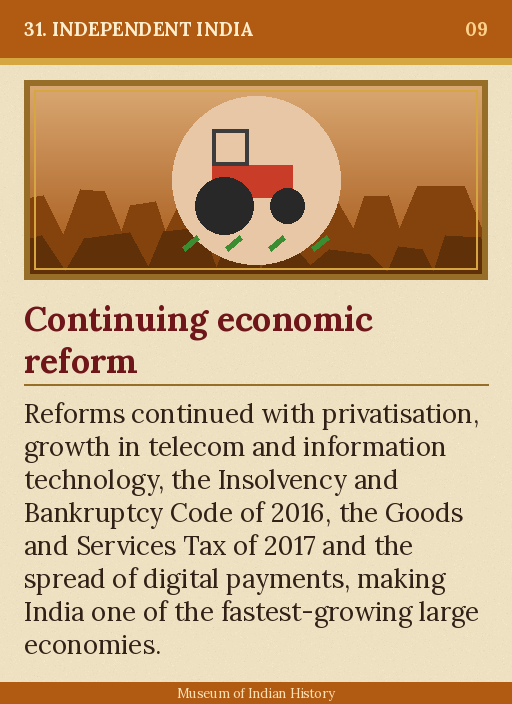 31. INDEPENDENT INDIA
09
Continuing economic
reform
Reforms continued with privatisation,
growth in telecom and information
technology, the Insolvency and
Bankruptcy Code of 2016, the Goods
and Services Tax of 2017 and the
spread of digital payments, making
India one of the fastest-growing large
economies.
Museum of Indian History